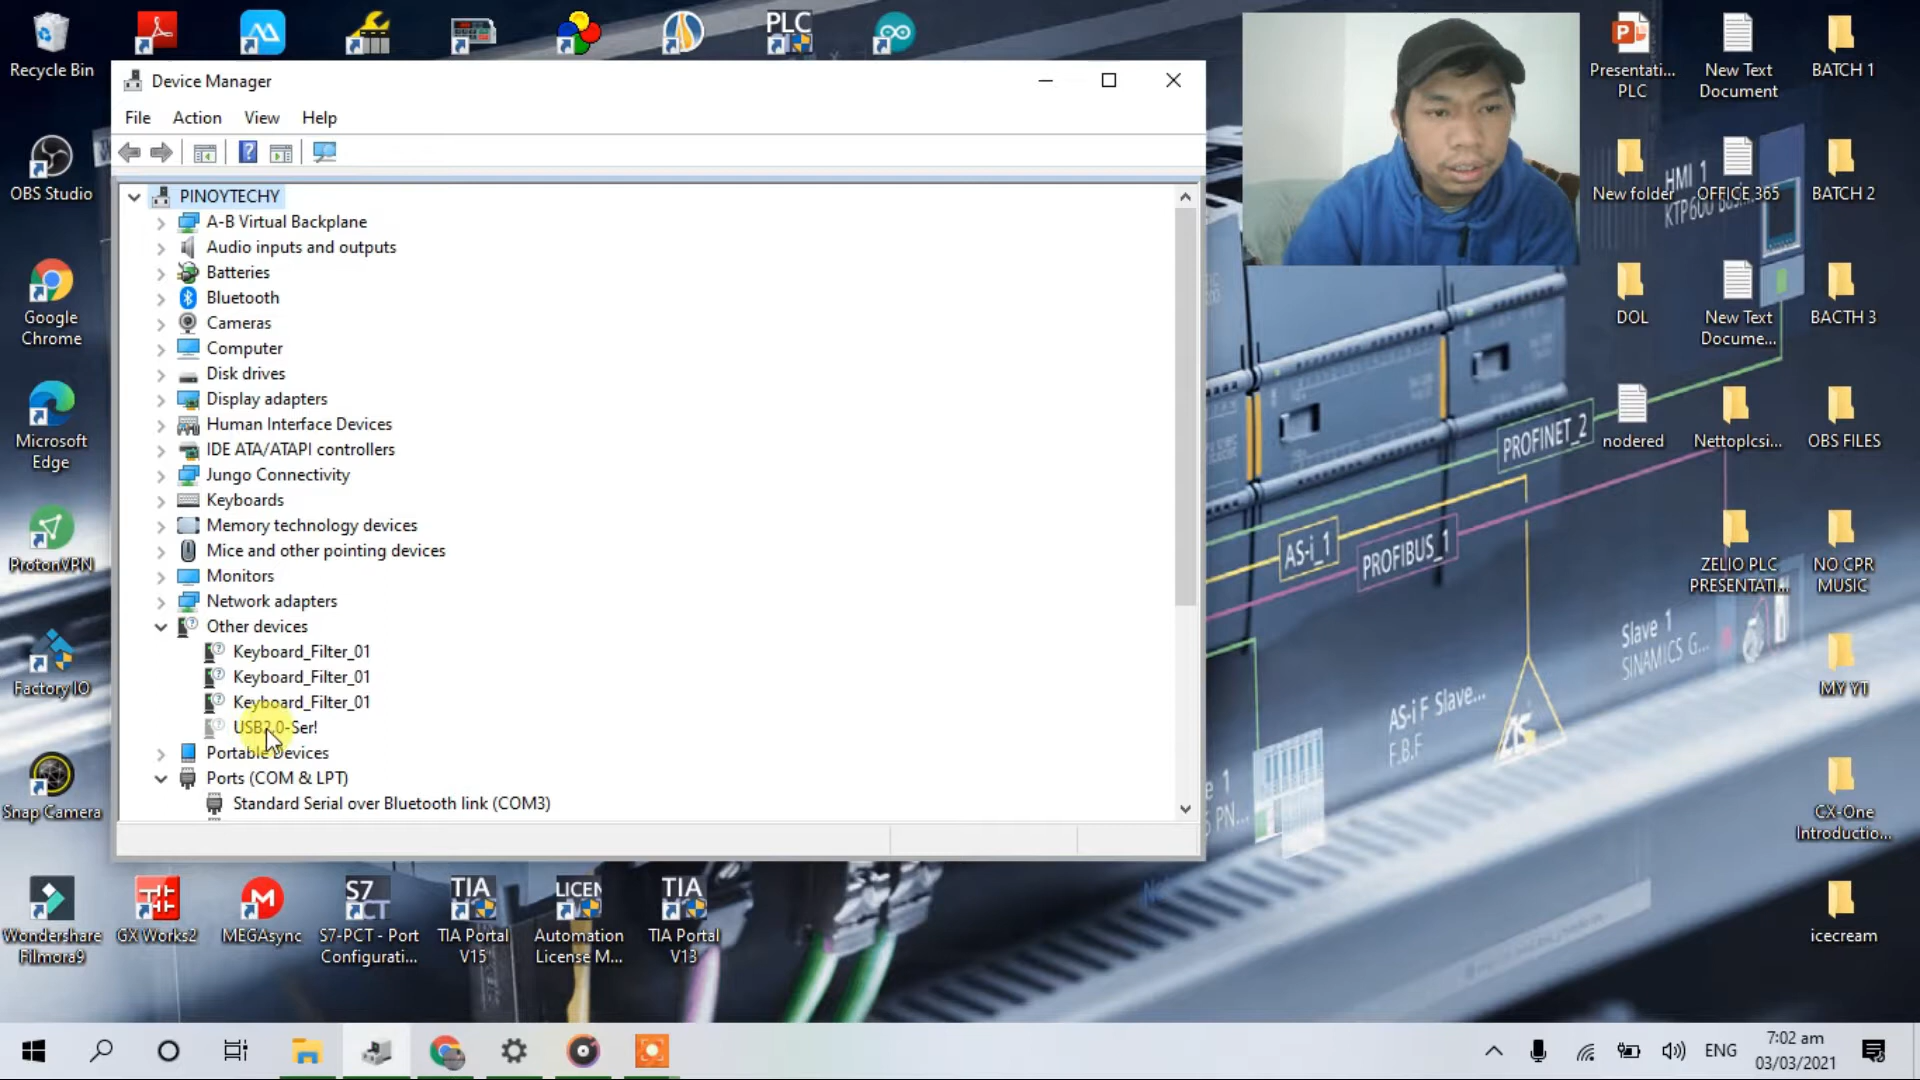 Recycle Bin
OBS Studio
Google
Chrome
Microsoft
Edge
ProtonVPN
Factory IO
Snap Camera
Wondershare
Filmora9
GX Works2
MEGAsync
S7-PCT - Port
Configurati...
TIA Portal
V15
Automation
License M...
TIA Portal
V13
PLC
S7
PCT
TIA
LICEN
TIA
Device Manager
File Action View Help
PINOYTECHY
A-B Virtual Backplane
Audio inputs and outputs
Batteries
Bluetooth
Cameras
Computer
Disk drives
Display adapters
Human Interface Devices
IDE ATA/ATAPI controllers
Jungo Connectivity
Keyboards
Memory technology devices
Mice and other pointing devices
Monitors
Network adapters
Other devices
Keyboard_Filter_01
Keyboard_Filter_01
Keyboard_Filter_01
USB2.0-Ser!
Portable Devices
Ports (COM & LPT)
Standard Serial over Bluetooth link (COM3)
Presentati...
PLC
New Text
Document
BATCH 1
New folder
OFFICE 365
BATCH 2
DOL
New Text
Docume...
BACTH 3
nodered
Nettoplcsi...
OBS FILES
ZELIO PLC
PRESENTATI...
NO CPR
MUSIC
MY YT
CX-One
Introductio...
icecream
HMI_1
PROFINET_2
AS-i_1
PROFIBUS_1
Slave 1
SINAMICS G...
AS-i F Slave...
F.B.F
ENG
7:02 am
03/03/2021